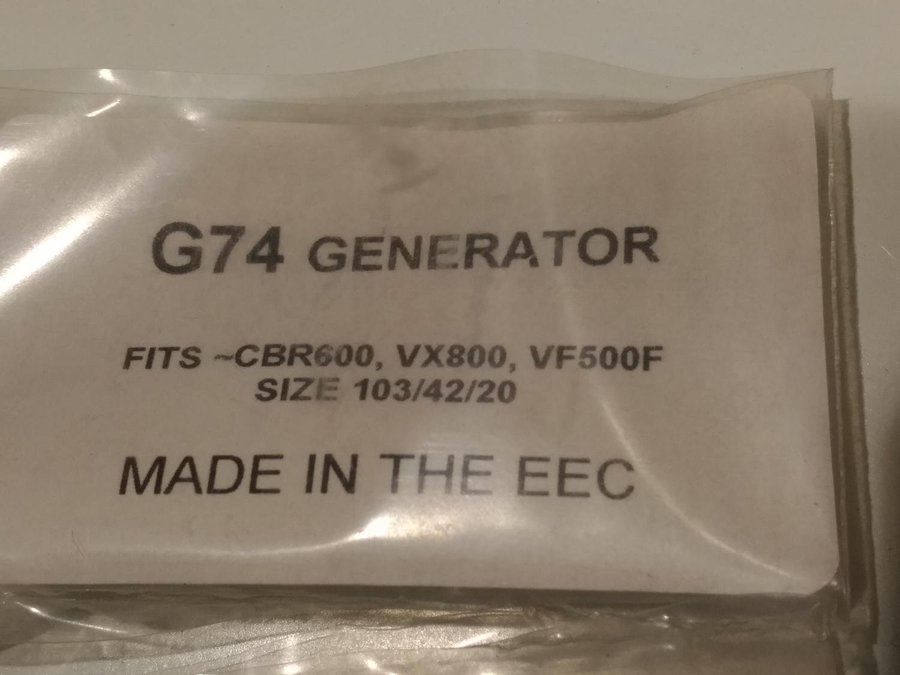 G74 GENERATOR
FITS ~CBR600, VX800, VF500F
SIZE 103/42/20
MADE IN THE EEC